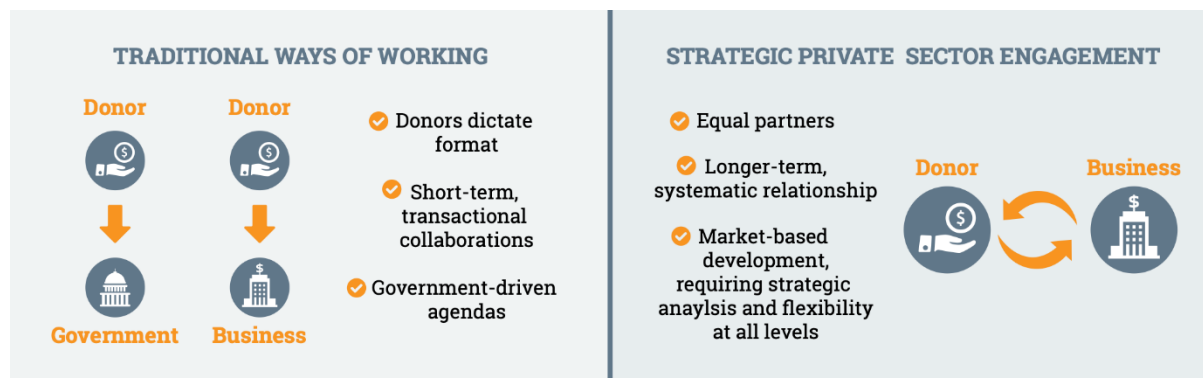 TRADITIONAL WAYS OF WORKING
Donor
Donor
$
$
$
Government
Business
Donors dictate
format
Short-term,
transactional
collaborations
Government-driven
agendas
STRATEGIC PRIVATE SECTOR ENGAGEMENT
Equal partners
Longer-term,
systematic relationship
Market-based
development,
requiring strategic
anaylsis and flexibility
at all levels
Donor
Business
$
$